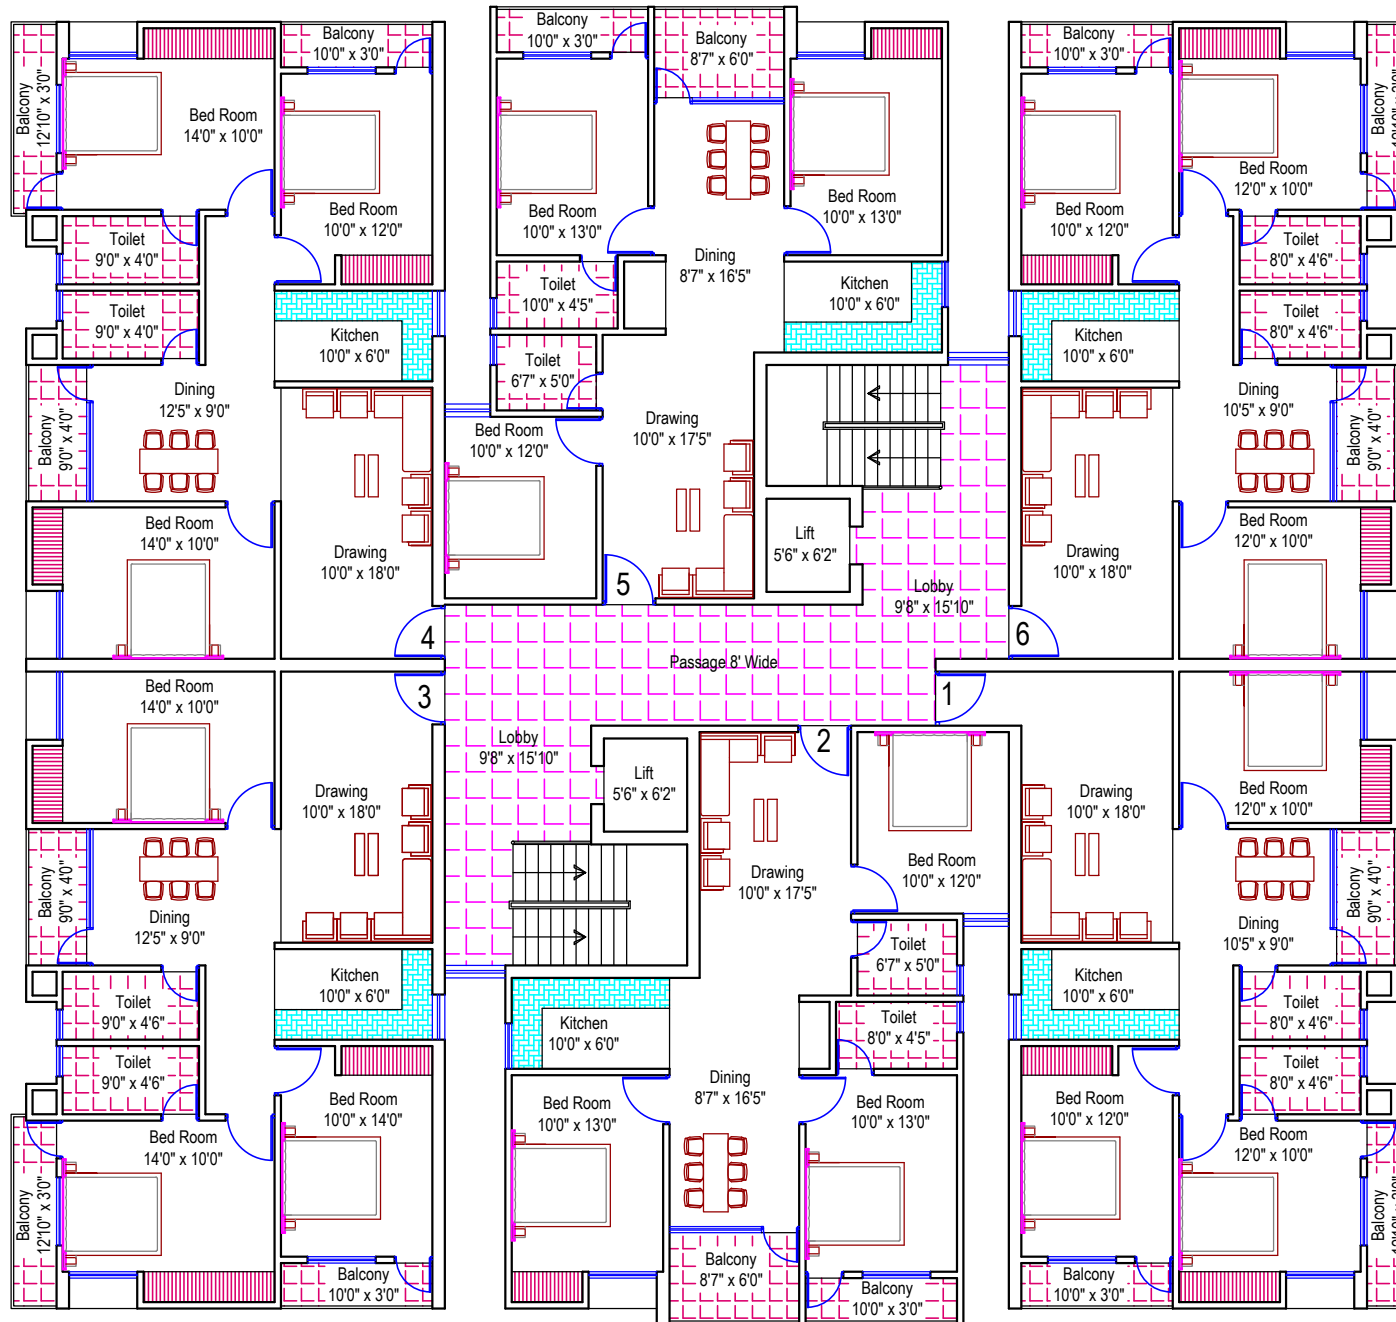 Balcony
12'10" x 3'0"
Bed Room
14'0" x 10'0"
Balcony
10'0" x 3'0"
Bed Room
10'0" x 12'0"
Toilet
9'0" x 4'0"
Toilet
9'0" x 4'0"
Kitchen
10'0" x 6'0"
Dining
12'5" x 9'0"
Balcony
9'0" x 4'0"
Bed Room
14'0" x 10'0"
Drawing
10'0" x 18'0"
4
Balcony
10'0" x 3'0"
Balcony
8'7" x 6'0"
Bed Room
10'0" x 13'0"
Bed Room
10'0" x 13'0"
Dining
8'7" x 16'5"
Toilet
10'0" x 4'5"
Kitchen
10'0" x 6'0"
Toilet
6'7" x 5'0"
Drawing
10'0" x 17'5"
Bed Room
10'0" x 12'0"
5
Lift
5'6" x 6'2"
Lobby
9'8" x 15'10"
Balcony
10'0" x 3'0"
Bed Room
10'0" x 12'0"
Bed Room
12'0" x 10'0"
Balcony
Toilet
8'0" x 4'6"
Toilet
8'0" x 4'6"
Kitchen
10'0" x 6'0"
Dining
10'5" x 9'0"
Balcony
9'0" x 4'0"
Bed Room
12'0" x 10'0"
Drawing
10'0" x 18'0"
6
Passage 8' Wide
3
Bed Room
14'0" x 10'0"
Drawing
10'0" x 18'0"
Balcony
9'0" x 4'0"
Dining
12'5" x 9'0"
Kitchen
10'0" x 6'0"
Toilet
9'0" x 4'6"
Toilet
9'0" x 4'6"
Bed Room
10'0" x 14'0"
Bed Room
14'0" x 10'0"
Balcony
12'10" x 3'0"
Balcony
10'0" x 3'0"
Lobby
9'8" x 15'10"
Lift
5'6" x 6'2"
2
Drawing
10'0" x 17'5"
Bed Room
10'0" x 12'0"
Toilet
6'7" x 5'0"
Toilet
8'0" x 4'5"
Kitchen
10'0" x 6'0"
Dining
8'7" x 16'5"
Bed Room
10'0" x 13'0"
Bed Room
10'0" x 13'0"
Balcony
8'7" x 6'0"
Balcony
10'0" x 3'0"
1
Drawing
10'0" x 18'0"
Bed Room
12'0" x 10'0"
Balcony
9'0" x 4'0"
Dining
10'5" x 9'0"
Kitchen
10'0" x 6'0"
Toilet
8'0" x 4'6"
Toilet
8'0" x 4'6"
Bed Room
10'0" x 12'0"
Bed Room
12'0" x 10'0"
Balcony
Balcony
10'0" x 3'0"